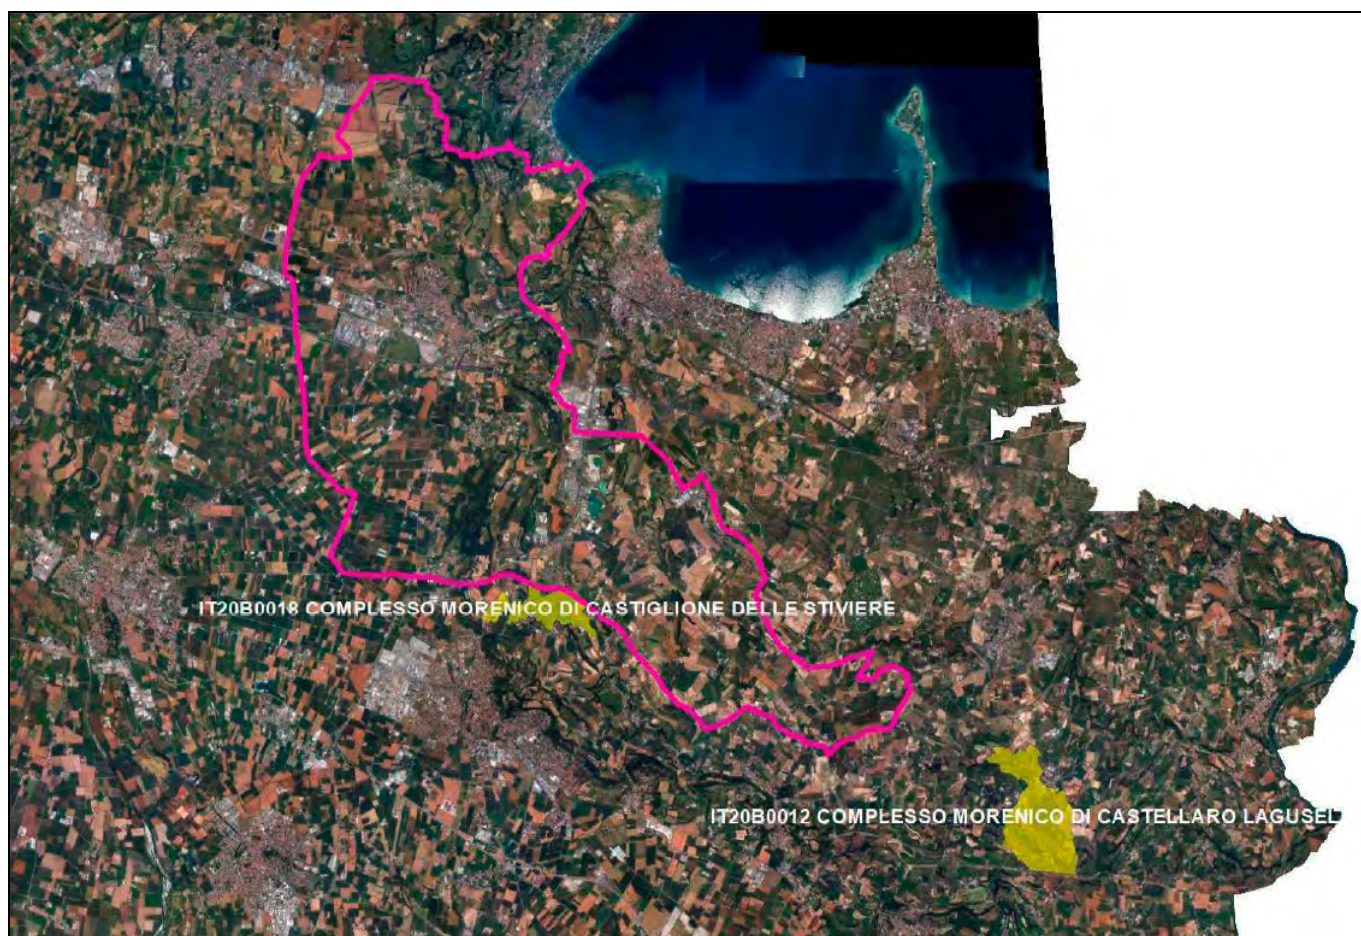 IT20B0018 COMPLESSO MORENICO DI CASTIGLIONE DELLE STIVIERE
IT20B0012 COMPLESSO MORENICO DI CASTELLARO LAGUSEL